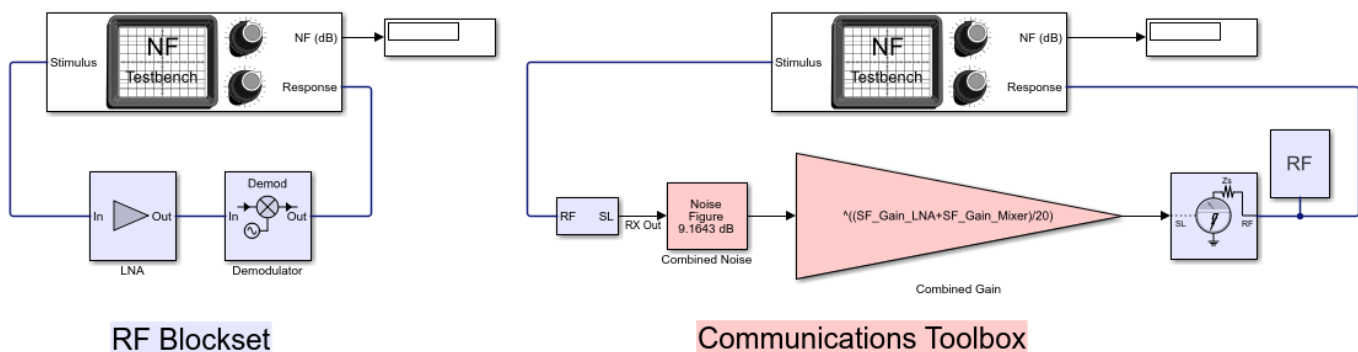 NF
Testbench
Stimulus
NF (dB)
Response
In
Out
LNA
Demod
In
Out
Demodulator
RF Blockset
NF
Testbench
Stimulus
NF (dB)
Response
RF
SL
RX Out
Noise
Figure
9.1643 dB
Combined Noise
^((SF_Gain_LNA+SF_Gain_Mixer)/20)
Combined Gain
Zs
SL
RF
RF
Communications Toolbox